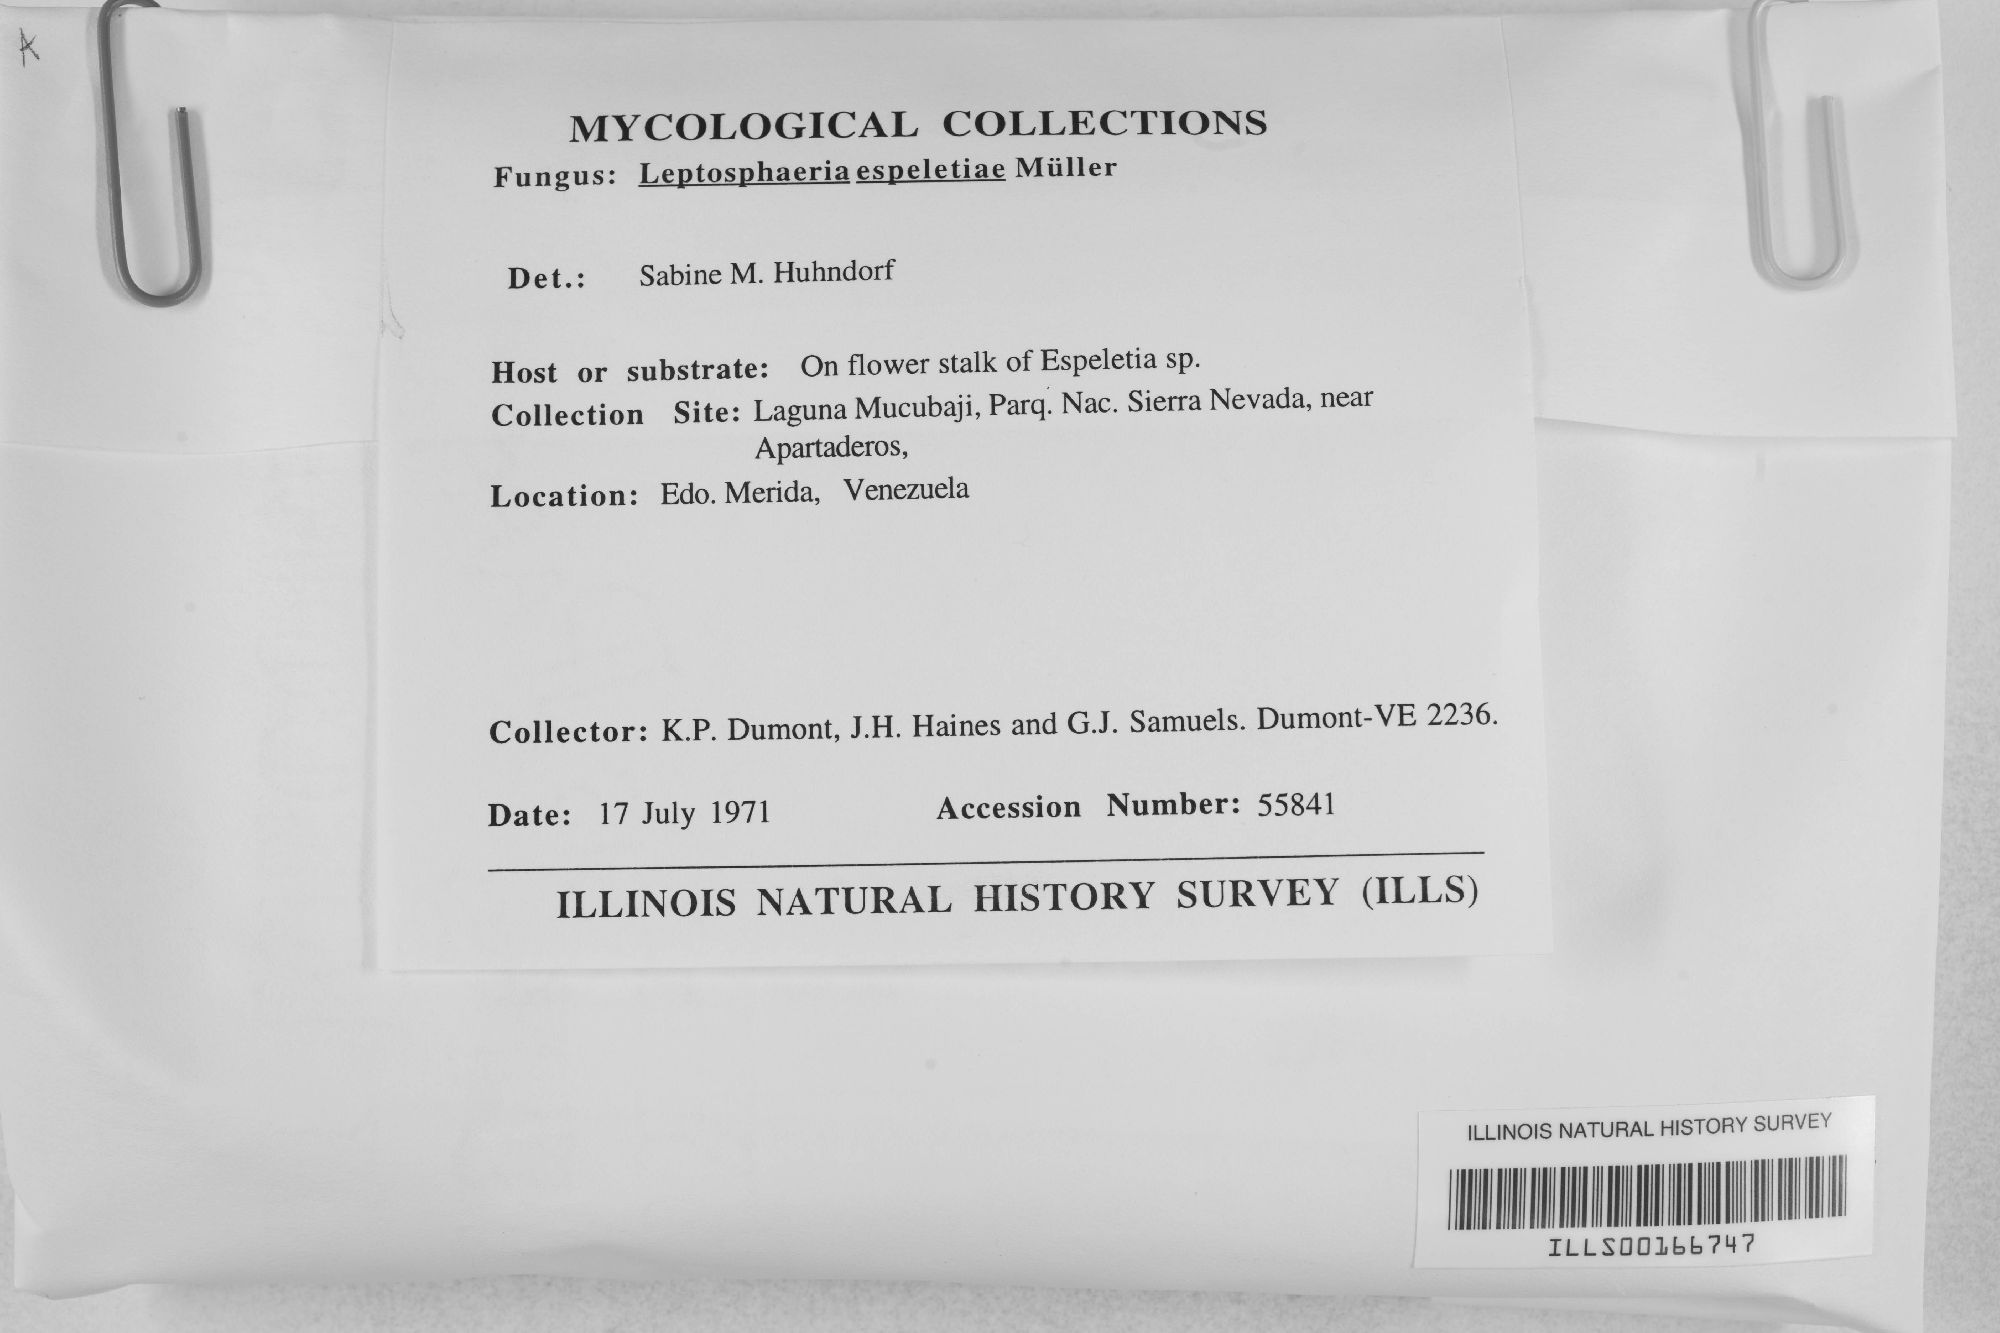 MYCOLOGICAL COLLECTIONS
Fungus: Leptosphaeria espeletiae Müller
Det.: Sabine M. Huhndorf
Host or substrate: On flower stalk of Espeletia sp.
Collection Site: Laguna Mucubaji, Parq. Nac. Sierra Nevada, near
Apartaderos,
Location: Edo. Merida, Venezuela
Collector: K.P. Dumont, J.H. Haines and G.J. Samuels. Dumont-VE 2236.
Date: 17 July 1971 Accession Number: 55841
ILLINOIS NATURAL HISTORY SURVEY (ILLS)
ILLINOIS NATURAL HISTORY SURVEY
ILLS00166747